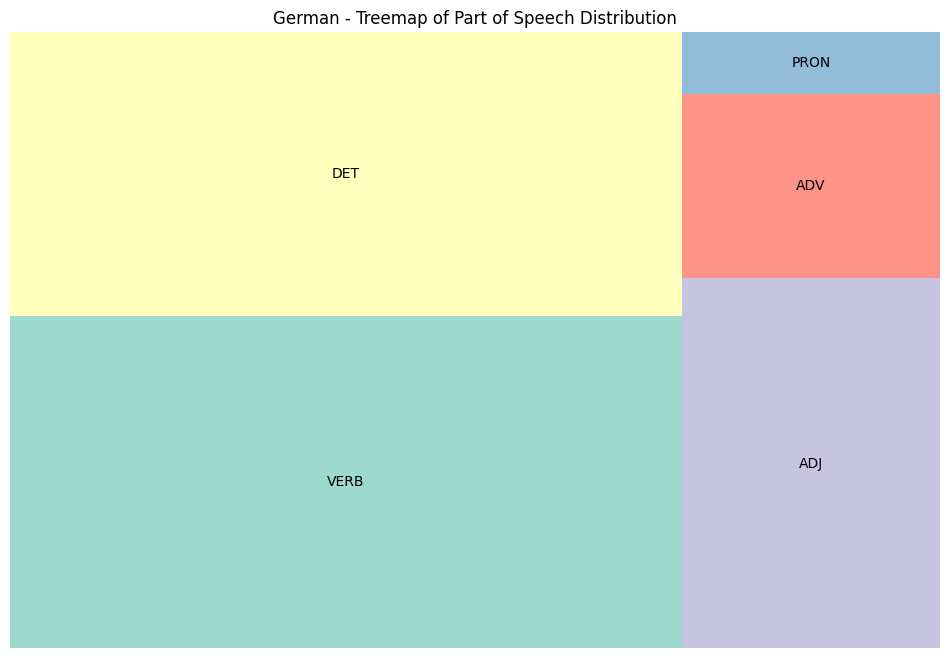 German - Treemap of Part of Speech Distribution
PRON
DET
ADV
ADJ
VERB